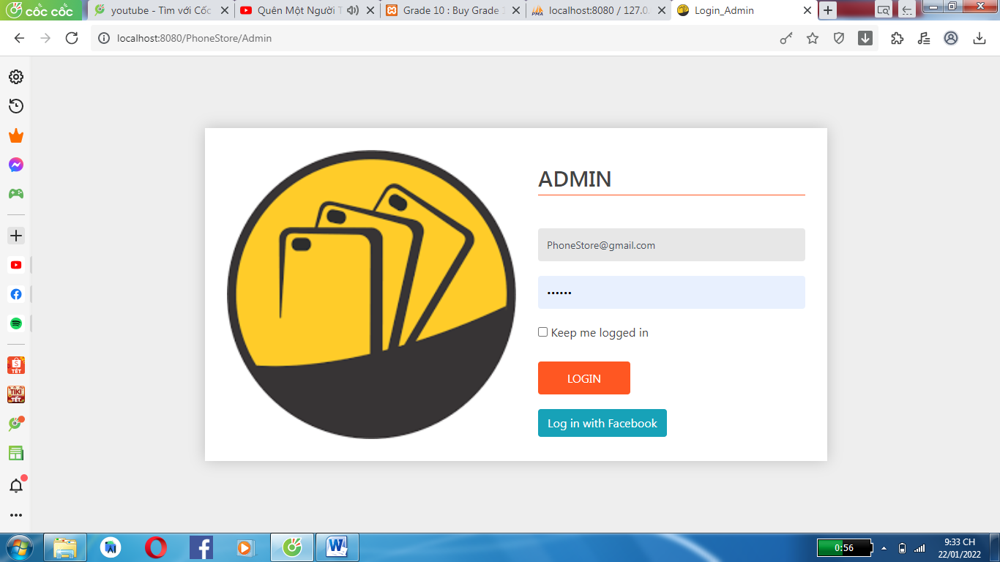 cốc cốc
youtube - Tìm với Cốc
Quên Một Người T
Grade 10 : Buy Grade 1
PMA
localhost:8080 / 127.0.
Login_Admin
localhost:8080/PhoneStore/Admin
ADMIN
PhoneStore@gmail.com
••••••
Keep me logged in
LOGIN
Log in with Facebook
TẾT
TIKI
TẾT
W
0:56
9:33 CH
22/01/2022